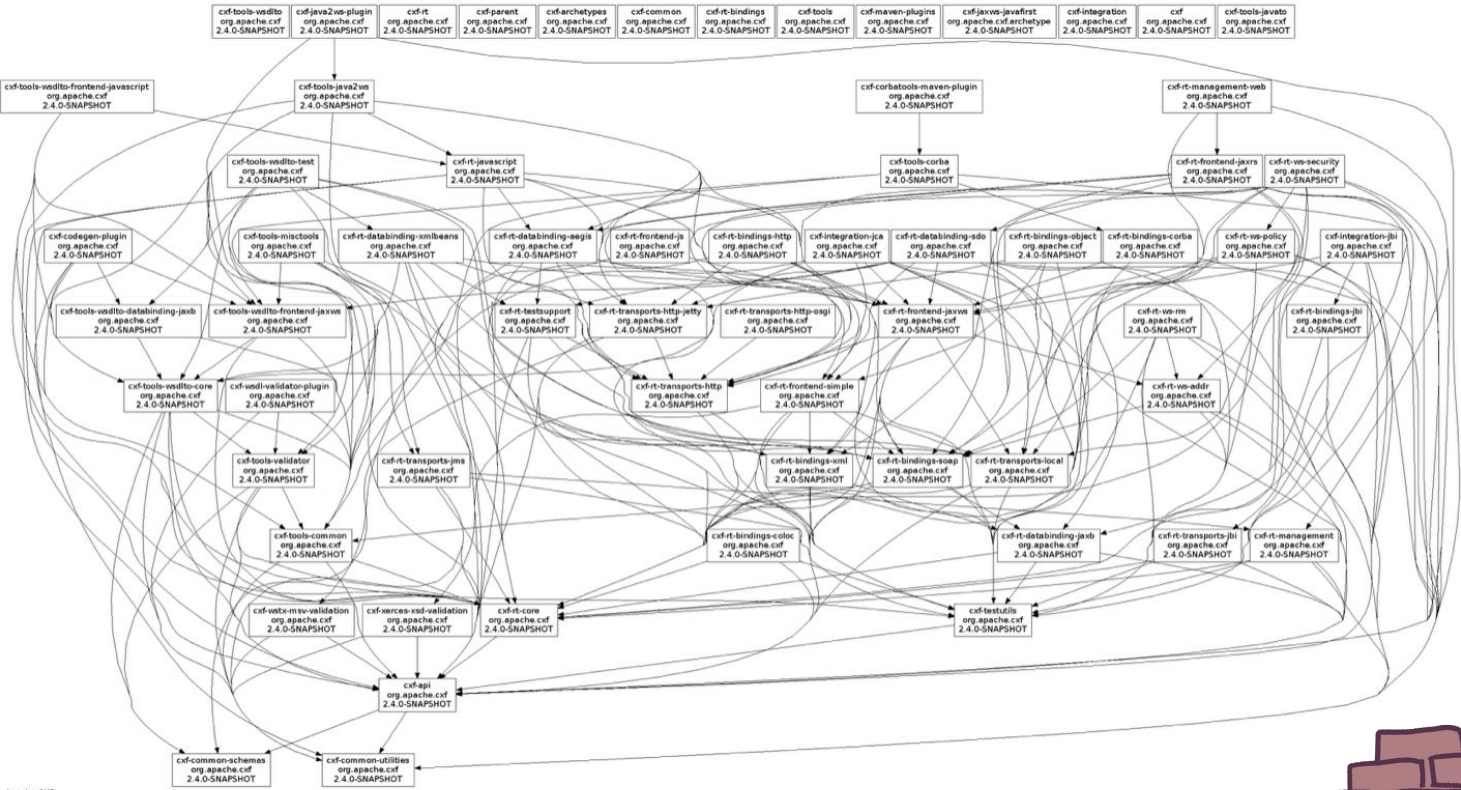 cxf-tools-wsdlto
org.apache.cxf
2.4.0-SNAPSHOT
cxf-java2ws-plugin
org.apache.cxf
2.4.0-SNAPSHOT
cxf-rt
org.apache.cxf
2.4.0-SNAPSHOT
cxf-parent
org.apache.cxf
2.4.0-SNAPSHOT
cxf-archetypes
org.apache.cxf
2.4.0-SNAPSHOT
cxf-common
org.apache.cxf
2.4.0-SNAPSHOT
cxf-rt-bindings
org.apache.cxf
2.4.0-SNAPSHOT
cxf-tools
org.apache.cxf
2.4.0-SNAPSHOT
cxf-maven-plugins
org.apache.cxf
2.4.0-SNAPSHOT
cxf-jaxws-javafirst
org.apache.cxf.archetype
2.4.0-SNAPSHOT
cxf-integration
org.apache.cxf
2.4.0-SNAPSHOT
cxf
org.apache.cxf
2.4.0-SNAPSHOT
cxf-tools-javato
org.apache.cxf
2.4.0-SNAPSHOT
cxf-tools-wsdlto-frontend-javascript
org.apache.cxf
2.4.0-SNAPSHOT
cxf-tools-java2ws
org.apache.cxf
2.4.0-SNAPSHOT
cxf-corbatools-maven-plugin
org.apache.cxf
2.4.0-SNAPSHOT
cxf-rt-management-web
org.apache.cxf
2.4.0-SNAPSHOT
cxf-tools-wsdlto-test
org.apache.cxf
2.4.0-SNAPSHOT
cxf-rt-javascript
org.apache.cxf
2.4.0-SNAPSHOT
cxf-tools-corba
org.apache.cxf
2.4.0-SNAPSHOT
cxf-rt-frontend-jaxrs
org.apache.cxf
2.4.0-SNAPSHOT
cxf-rt-ws-security
org.apache.cxf
2.4.0-SNAPSHOT
cxf-codegen-plugin
org.apache.cxf
2.4.0-SNAPSHOT
cxf-tools-misctools
org.apache.cxf
2.4.0-SNAPSHOT
cxf-rt-databinding-xmlbeans
org.apache.cxf
2.4.0-SNAPSHOT
cxf-rt-databinding-aegis
org.apache.cxf
2.4.0-SNAPSHOT
cxf-rt-frontend-js
org.apache.cxf
2.4.0-SNAPSHOT
cxf-rt-bindings-http
org.apache.cxf
2.4.0-SNAPSHOT
cxf-integration-jca
org.apache.cxf
2.4.0-SNAPSHOT
cxf-rt-databinding-sdo
org.apache.cxf
2.4.0-SNAPSHOT
cxf-rt-bindings-object
org.apache.cxf
2.4.0-SNAPSHOT
cxf-rt-bindings-corba
org.apache.cxf
2.4.0-SNAPSHOT
cxf-rt-ws-policy
org.apache.cxf
2.4.0-SNAPSHOT
cxf-integration-jbi
org.apache.cxf
2.4.0-SNAPSHOT
cxf-tools-wsdlto-databinding-jaxb
org.apache.cxf
2.4.0-SNAPSHOT
cxf-tools-wsdlto-frontend-jaxws
org.apache.cxf
2.4.0-SNAPSHOT
cxf-rt-testsupport
org.apache.cxf
2.4.0-SNAPSHOT
cxf-rt-transports-http-jetty
org.apache.cxf
2.4.0-SNAPSHOT
cxf-rt-transports-http-osgi
org.apache.cxf
2.4.0-SNAPSHOT
cxf-rt-frontend-jaxws
org.apache.cxf
2.4.0-SNAPSHOT
cxf-rt-ws-rm
org.apache.cxf
2.4.0-SNAPSHOT
cxf-rt-bindings-jbi
org.apache.cxf
2.4.0-SNAPSHOT
cxf-tools-wsdlto-core
org.apache.cxf
2.4.0-SNAPSHOT
cxf-wsdl-validator-plugin
org.apache.cxf
2.4.0-SNAPSHOT
cxf-rt-transports-http
org.apache.cxf
2.4.0-SNAPSHOT
cxf-rt-frontend-simple
org.apache.cxf
2.4.0-SNAPSHOT
cxf-rt-ws-addr
org.apache.cxf
2.4.0-SNAPSHOT
cxf-tools-validator
org.apache.cxf
2.4.0-SNAPSHOT
cxf-rt-transports-jms
org.apache.cxf
2.4.0-SNAPSHOT
cxf-rt-bindings-xml
org.apache.cxf
2.4.0-SNAPSHOT
cxf-rt-bindings-soap
org.apache.cxf
2.4.0-SNAPSHOT
cxf-rt-transports-local
org.apache.cxf
2.4.0-SNAPSHOT
cxf-tools-common
org.apache.cxf
2.4.0-SNAPSHOT
cxf-rt-bindings-coloc
org.apache.cxf
2.4.0-SNAPSHOT
cxf-rt-databinding-jaxb
org.apache.cxf
2.4.0-SNAPSHOT
cxf-rt-transports-jbi
org.apache.cxf
2.4.0-SNAPSHOT
cxf-rt-management
org.apache.cxf
2.4.0-SNAPSHOT
cxf-wstx-msv-validation
org.apache.cxf
2.4.0-SNAPSHOT
cxf-xerces-xsd-validation
org.apache.cxf
2.4.0-SNAPSHOT
cxf-rt-core
org.apache.cxf
2.4.0-SNAPSHOT
cxf-testutils
org.apache.cxf
2.4.0-SNAPSHOT
cxf-api
org.apache.cxf
2.4.0-SNAPSHOT
cxf-common-schemas
org.apache.cxf
2.4.0-SNAPSHOT
cxf-common-utilities
org.apache.cxf
2.4.0-SNAPSHOT